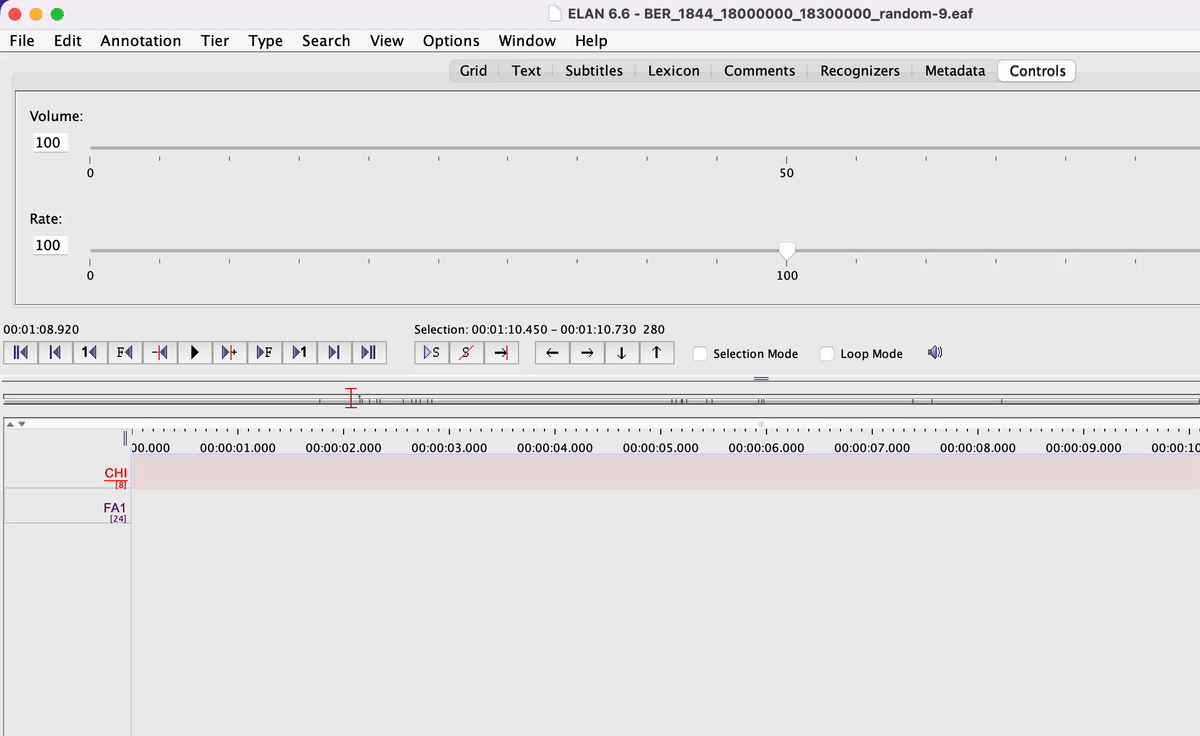 ELAN 6.6 - BER_1844_18000000_18300000_random-9.eaf
File Edit Annotation Tier Type Search View Options Window Help
Grid Text Subtitles Lexicon Comments Recognizers Metadata Controls
Volume:
100
0 50
Rate:
100
0 100
00:01:08.920 Selection: 00:01:10.450 - 00:01:10.730 280
1 F F 1 S S Selection Mode Loop Mode
00.000 00:00:01.000 00:00:02.000 00:00:03.000 00:00:04.000 00:00:05.000 00:00:06.000 00:00:07.000 00:00:08.000 00:00:09.000 00:00:10
CHI
[8]
FA1
[24]